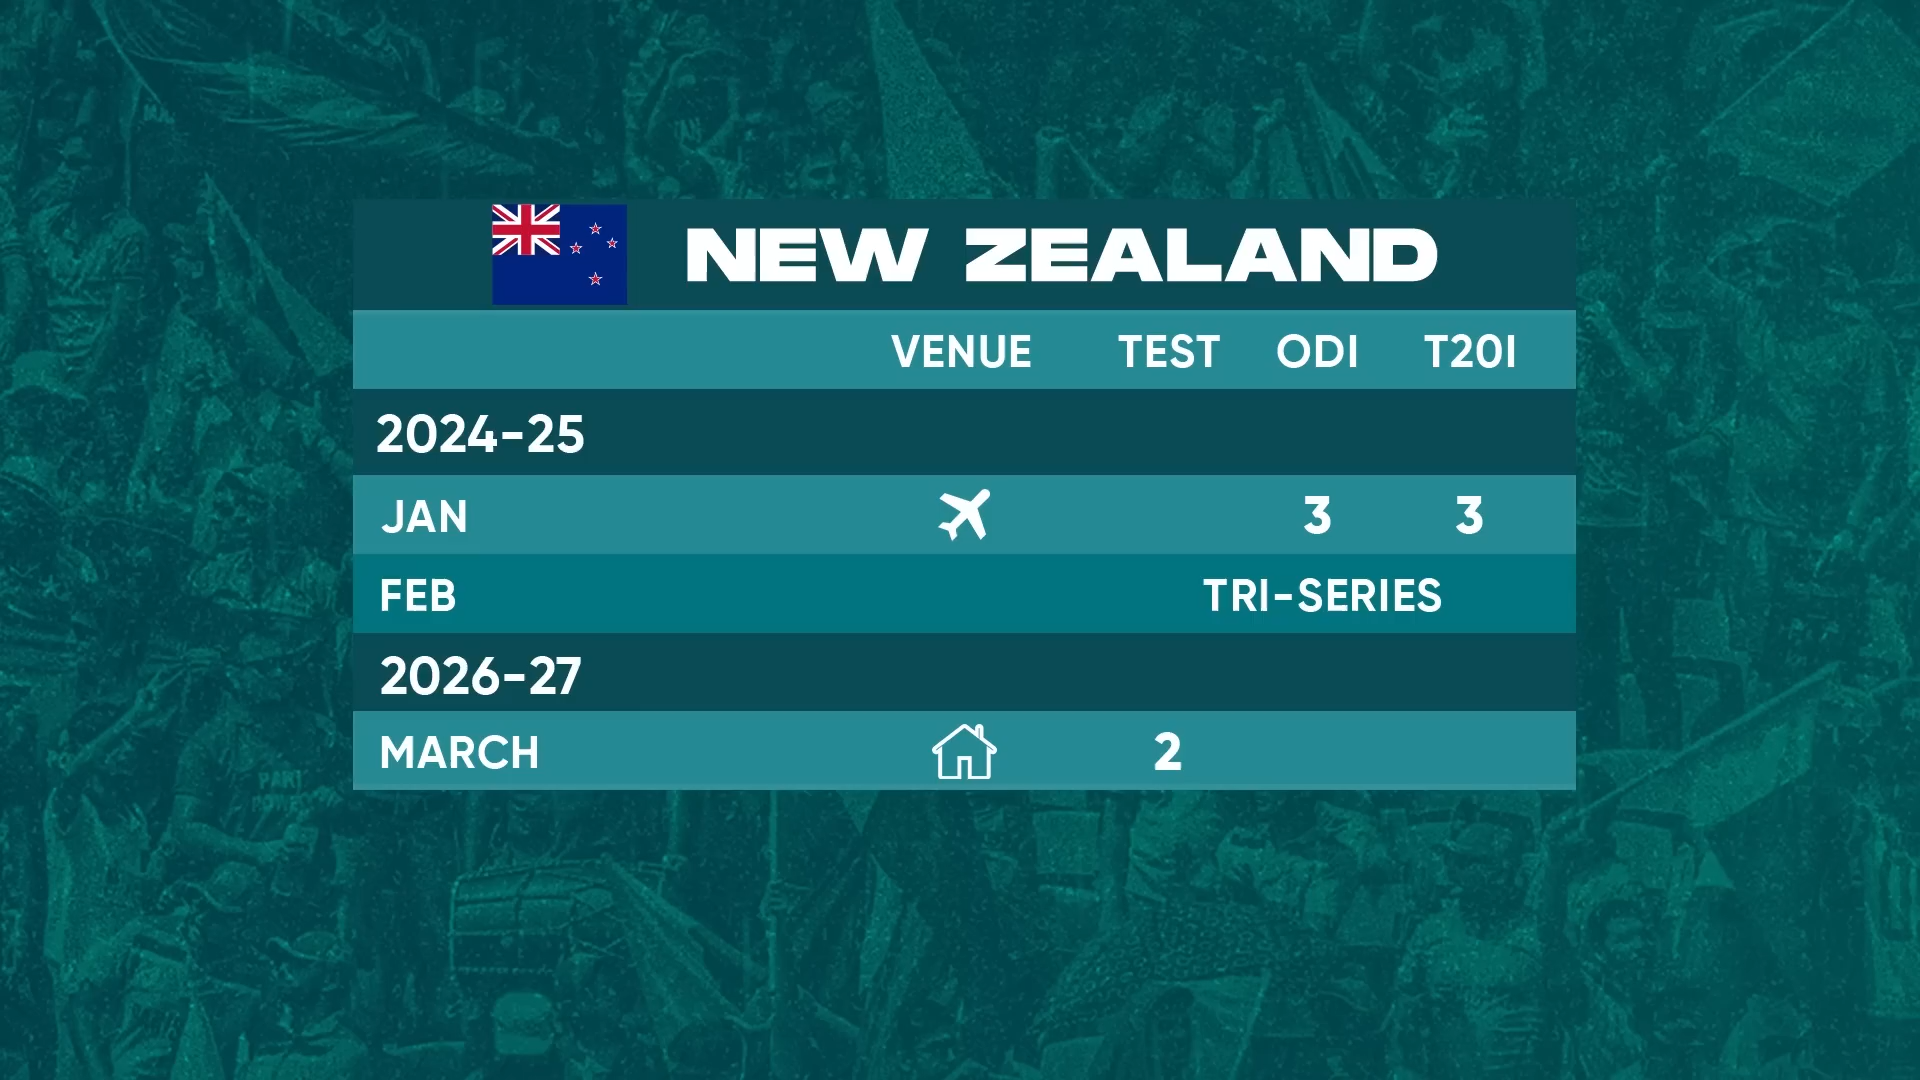 NEW ZEALAND
VENUE TEST ODI T20I
2024-25
JAN 3 3
FEB TRI-SERIES
2026-27
MARCH 2